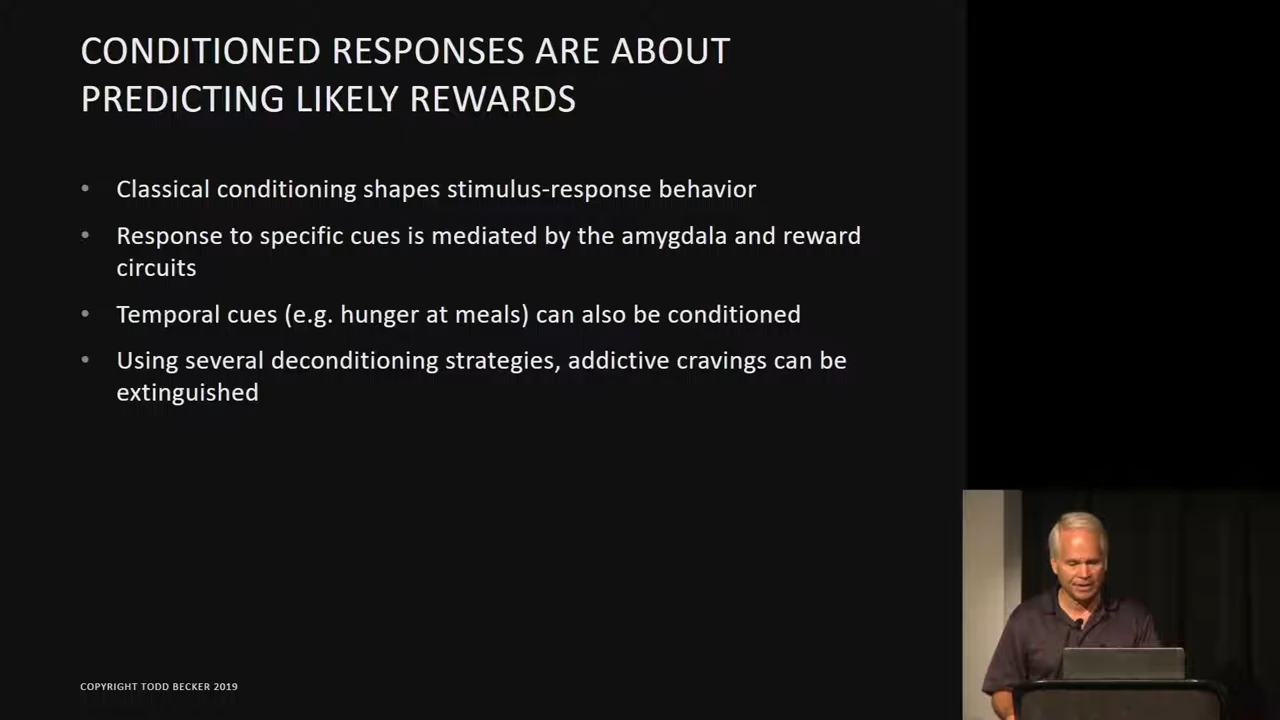 CONDITIONED RESPONSES ARE ABOUT
PREDICTING LIKELY REWARDS
• Classical conditioning shapes stimulus-response behavior
• Response to specific cues is mediated by the amygdala and reward
circuits
• Temporal cues (e.g. hunger at meals) can also be conditioned
• Using several deconditioning strategies, addictive cravings can be
extinguished
COPYRIGHT TODD BECKER 2019